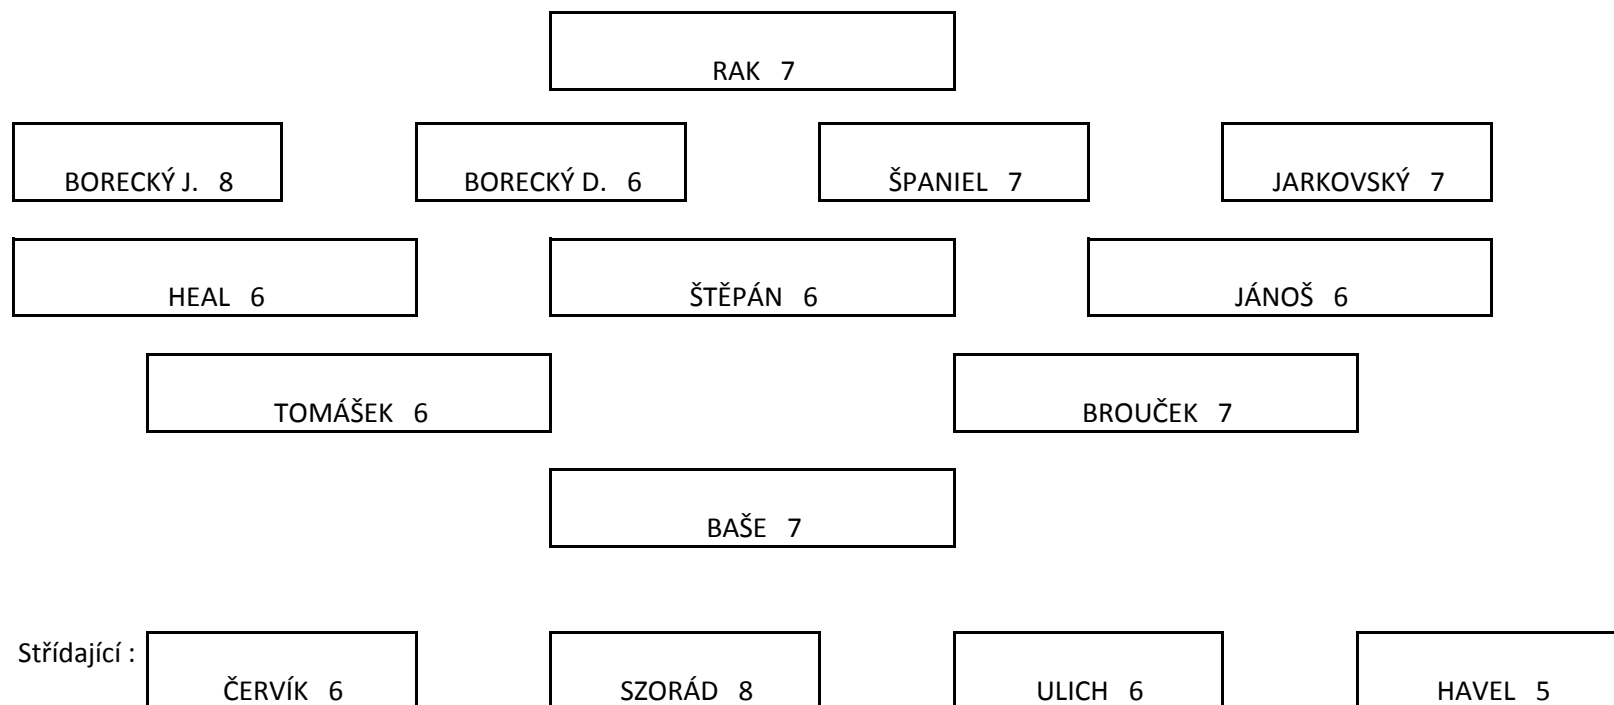 RAK 7
BORECKÝ J. 8 BORECKÝ D. 6 ŠPANIEL 7 JARKOVSKÝ 7
HEAL 6 ŠTĚPÁN 6 JÁNOŠ 6
TOMÁŠEK 6 BROUČEK 7
BAŠE 7
Střídající :
ČERVÍK 6 SZORÁD 8 ULICH 6 HAVEL 5